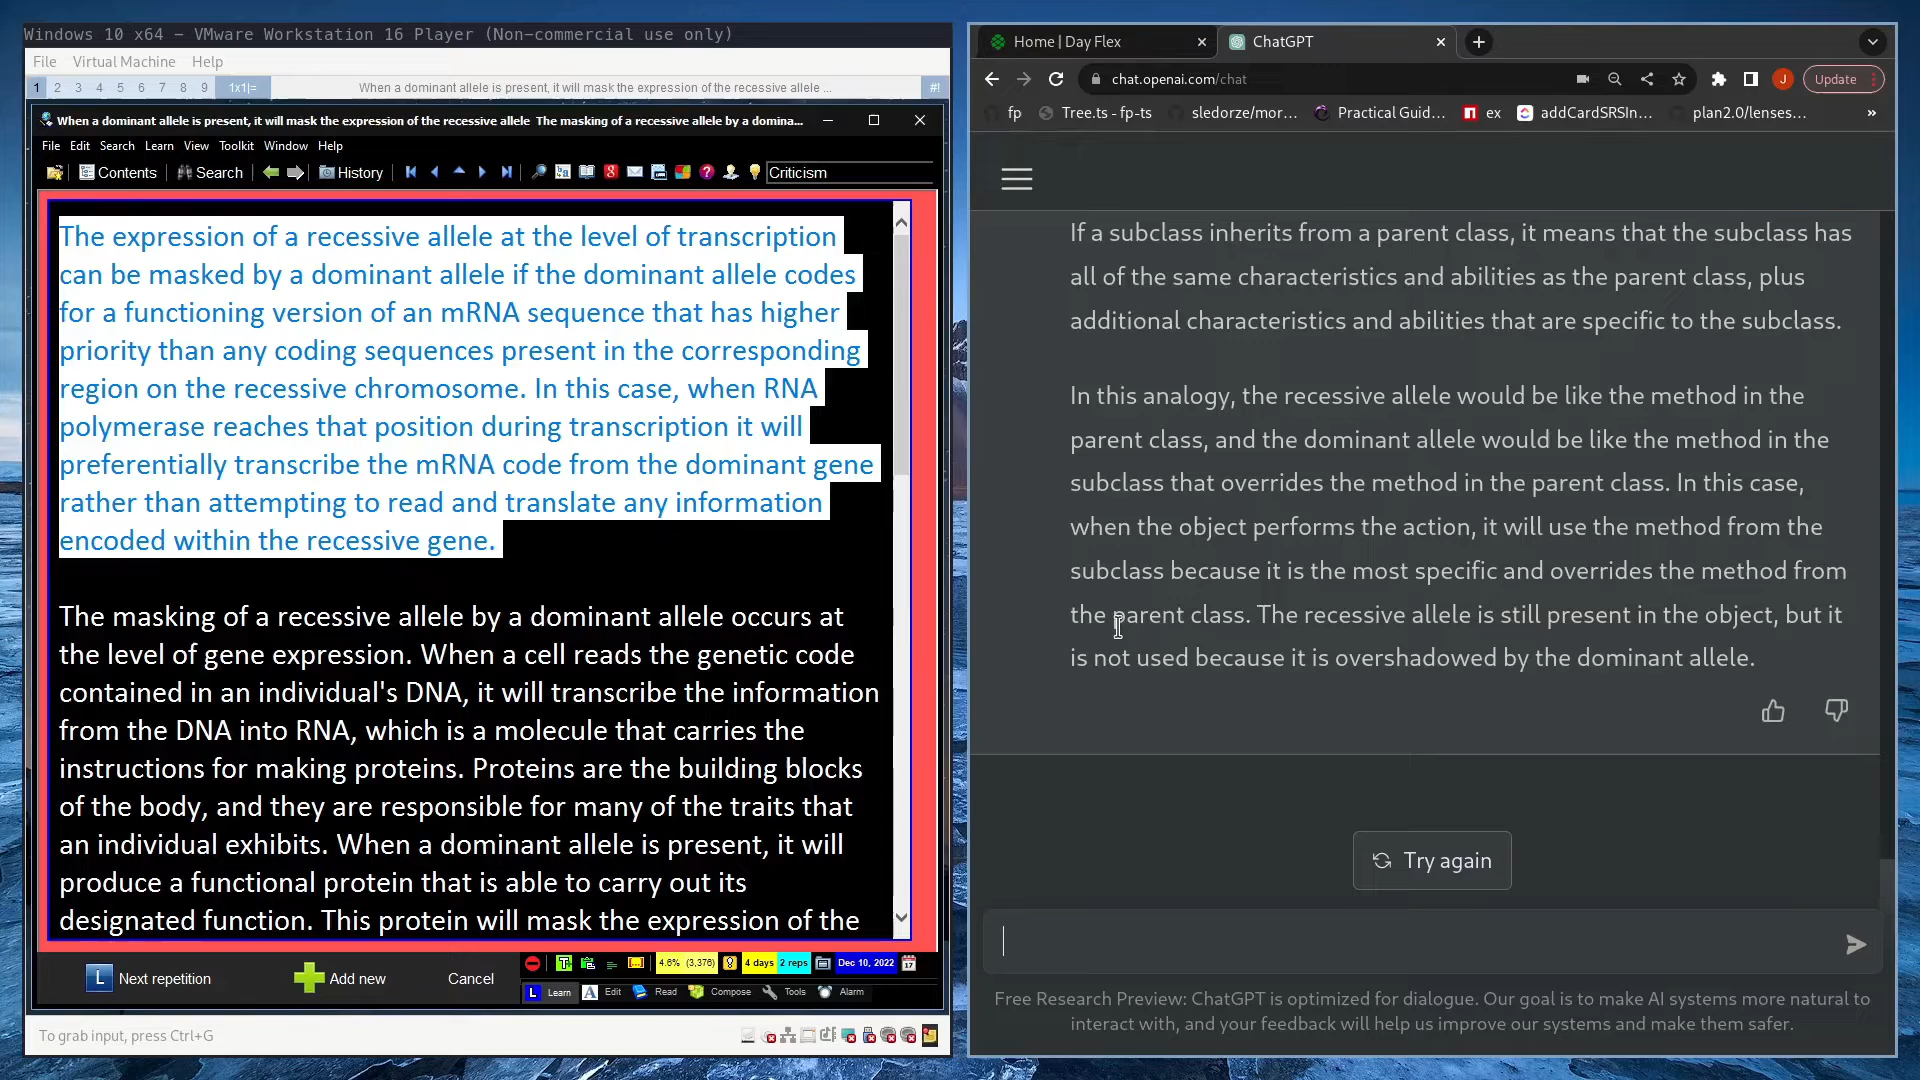 Windows 10 x64 - VMware Workstation 16 Player (Non-commercial use only)
File Virtual Machine Help
1 2 3 4 5 6 7 8 9 1x1|= When a dominant allele is present, it will mask the expression of the recessive allele ... #!
When a dominant allele is present, it will mask the expression of the recessive allele The masking of a recessive allele by a domina...
File Edit Search Learn View Toolkit Window Help
Contents Search History Criticism
The expression of a recessive allele at the level of transcription
can be masked by a dominant allele if the dominant allele codes
for a functioning version of an mRNA sequence that has higher
priority than any coding sequences present in the corresponding
region on the recessive chromosome. In this case, when RNA
polymerase reaches that position during transcription it will
preferentially transcribe the mRNA code from the dominant gene
rather than attempting to read and translate any information
encoded within the recessive gene.
The masking of a recessive allele by a dominant allele occurs at
the level of gene expression. When a cell reads the genetic code
contained in an individual's DNA, it will transcribe the information
from the DNA into RNA, which is a molecule that carries the
instructions for making proteins. Proteins are the building blocks
of the body, and they are responsible for many of the traits that
an individual exhibits. When a dominant allele is present, it will
produce a functional protein that is able to carry out its
designated function. This protein will mask the expression of the
L Next repetition Add new Cancel
4.6% (3,376) 4 days 2 reps Dec 10, 2022 17
L Learn A Edit Read Compose Tools Alarm
To grab input, press Ctrl+G
Home | Day Flex ChatGPT
chat.openai.com/chat J Update
fp Tree.ts - fp-ts sledorze/mor... Practical Guid... ex addCardSRSIn... plan2.0/lenses... »
If a subclass inherits from a parent class, it means that the subclass has
all of the same characteristics and abilities as the parent class, plus
additional characteristics and abilities that are specific to the subclass.
In this analogy, the recessive allele would be like the method in the
parent class, and the dominant allele would be like the method in the
subclass that overrides the method in the parent class. In this case,
when the object performs the action, it will use the method from the
subclass because it is the most specific and overrides the method from
the parent class. The recessive allele is still present in the object, but it
is not used because it is overshadowed by the dominant allele.
Try again
Free Research Preview: ChatGPT is optimized for dialogue. Our goal is to make AI systems more natural to
interact with, and your feedback will help us improve our systems and make them safer.